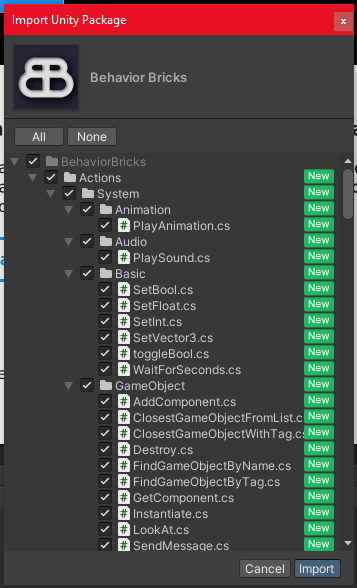 Import Unity Package x
BB
Behavior Bricks
All None
BehaviorBricks
Actions New
System New
Animation New
PlayAnimation.cs New
Audio New
PlaySound.cs New
Basic New
SetBool.cs New
SetFloat.cs New
SetInt.cs New
SetVector3.cs New
toggleBool.cs New
WaitForSeconds.cs New
GameObject New
AddComponent.cs New
ClosestGameObjectFromList.cs New
ClosestGameObjectWithTag.cs New
Destroy.cs New
FindGameObjectByName.cs New
FindGameObjectByTag.cs New
GetComponent.cs New
Instantiate.cs New
LookAt.cs New
SendMessage.cs New
Cancel Import